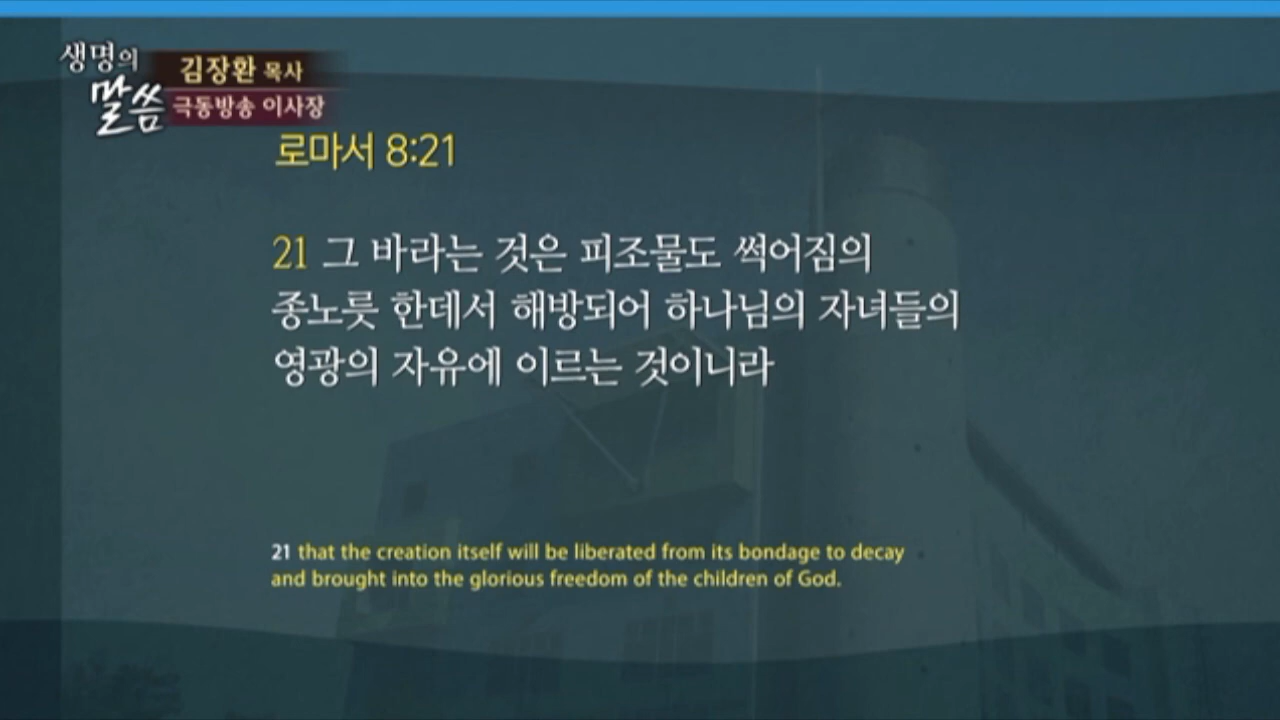 생명의
말씀
김장환 목사
극동방송 이사장
로마서 8:21
21 그 바라는 것은 피조물도 썩어짐의
종노릇 한데서 해방되어 하나님의 자녀들의
영광의 자유에 이르는 것이니라
21 that the creation itself will be liberated from its bondage to decay
and brought into the glorious freedom of the children of God.